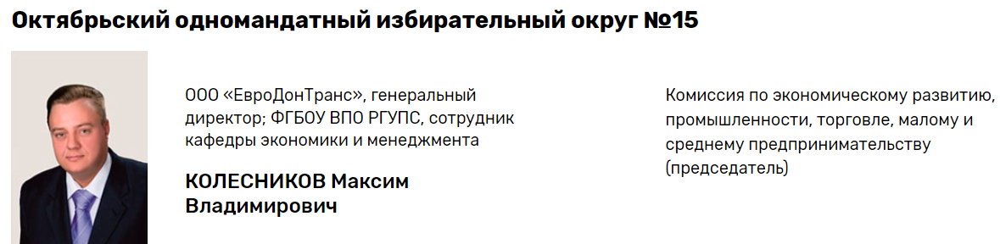 Октябрьский одномандатный избирательный округ №15
ООО «ЕвроДонТранс», генеральный
директор; ФГБОУ ВПО РГУПС, сотрудник
кафедры экономики и менеджмента
КОЛЕСНИКОВ Максим
Владимирович
Комиссия по экономическому развитию,
промышленности, торговле, малому и
среднему предпринимательству
(председатель)